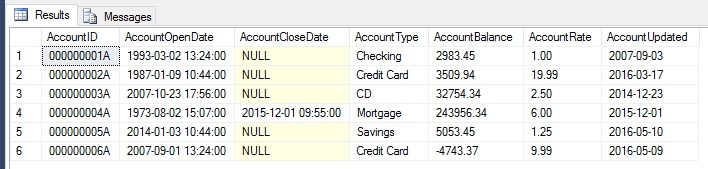 Results Messages
AccountID AccountOpenDate AccountCloseDate AccountType AccountBalance AccountRate AccountUpdated
1 000000001A 1993-03-02 13:24:00 NULL Checking 2983.45 1.00 2007-09-03
2 000000002A 1987-01-09 10:44:00 NULL Credit Card 3509.94 19.99 2016-03-17
3 000000003A 2007-10-23 17:56:00 NULL CD 32754.34 2.50 2014-12-23
4 000000004A 1973-08-02 15:07:00 2015-12-01 09:55:00 Mortgage 243956.34 6.00 2015-12-01
5 000000005A 2014-01-03 10:44:00 NULL Savings 5053.45 1.25 2016-05-10
6 000000006A 2007-09-01 13:24:00 NULL Credit Card -4743.37 9.99 2016-05-09